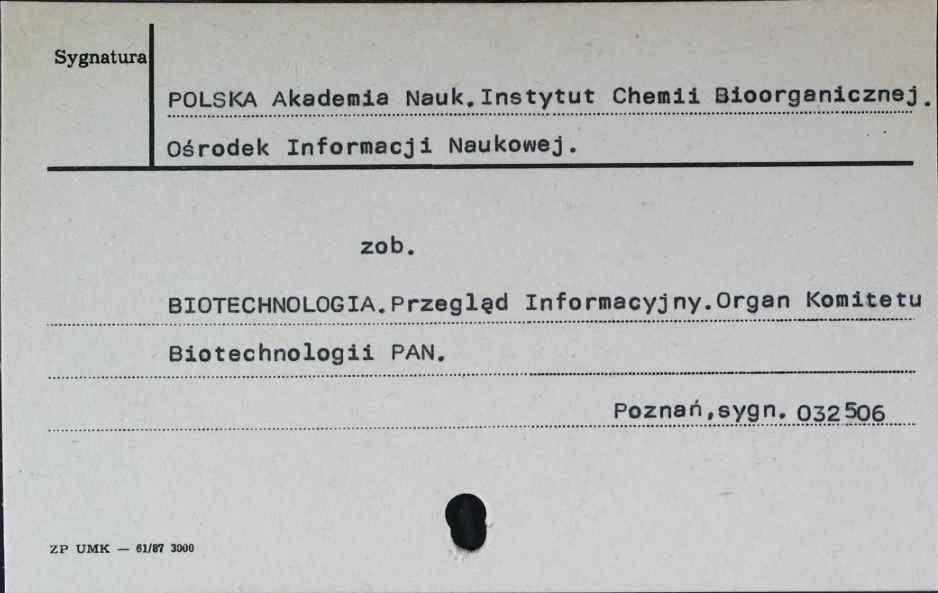 Sygnatura
POLSKA Akademia Nauk.Instytut Chemii Bioorganicznej.
Ośrodek Informacji Naukowej.
zob.
BIOTECHNOLOGIA.Przegląd Informacyjny.Organ Komitetu
Biotechnologii PAN.
Poznań,sygn. 032506
ZP UMK — 61/87 3000